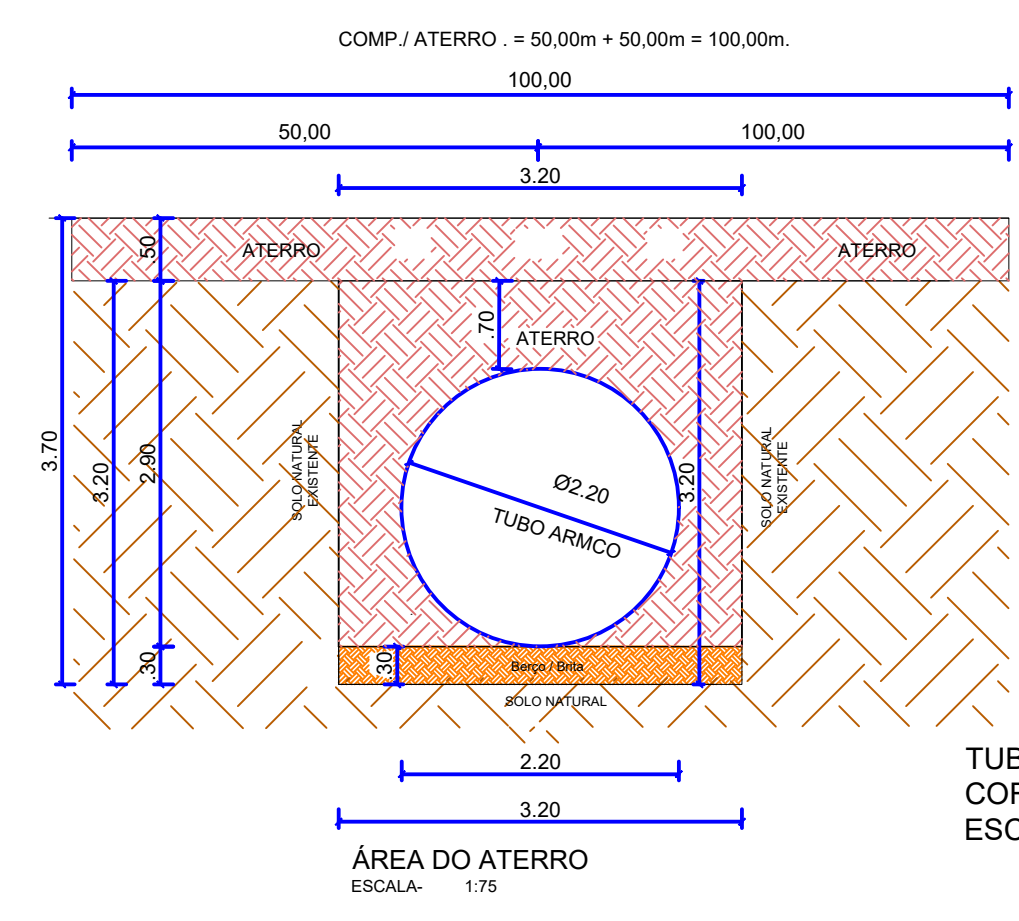 COMP./ ATERRO . = 50,00m + 50,00m = 100,00m.
100,00
50,00
100,00
3.20
.50
ATERRO
ATERRO
.70
ATERRO
3.70
3.20
2.90
SOLO NATURAL
EXISTENTE
Ø2.20
TUBO ARMCO
3.20
SOLO NATURAL
EXISTENTE
.30
.30
Berço / Brita
SOLO NATURAL
2.20
3.20
ÁREA DO ATERRO
ESCALA- 1:75